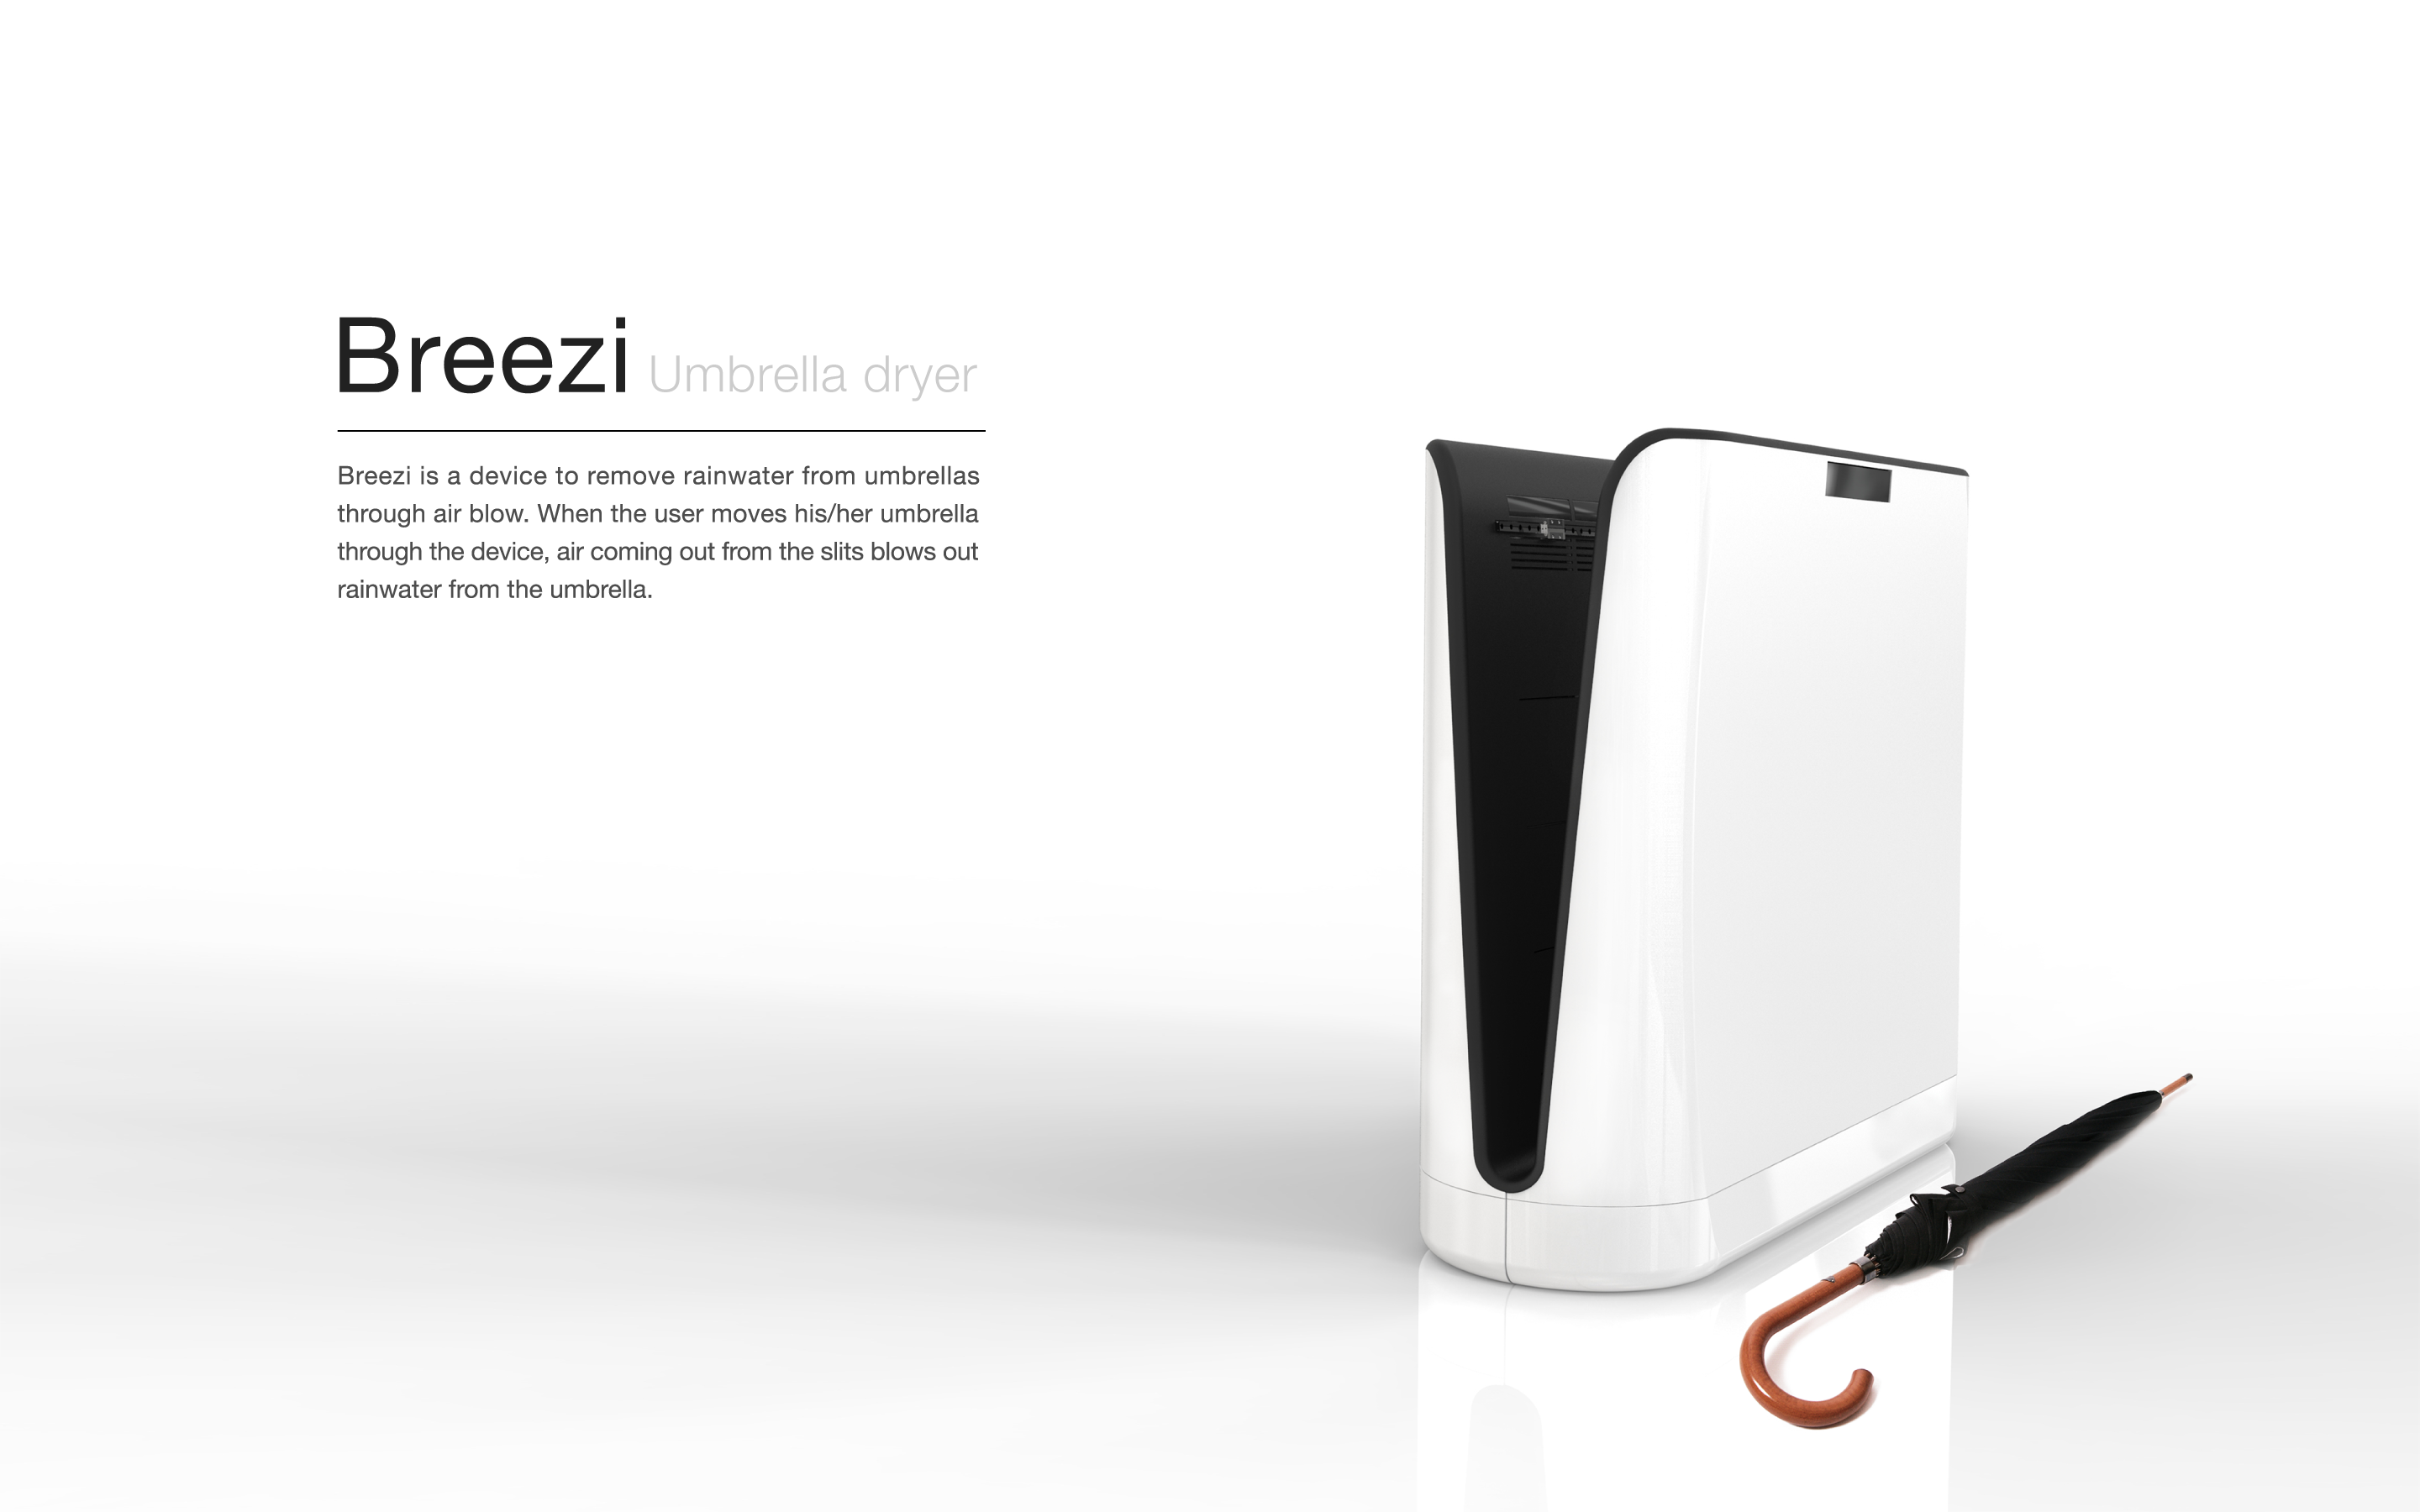 Breezi Umbrella dryer
Breezi is a device to remove rainwater from umbrellas
through air blow. When the user moves his/her umbrella
through the device, air coming out from the slits blows out
rainwater from the umbrella.